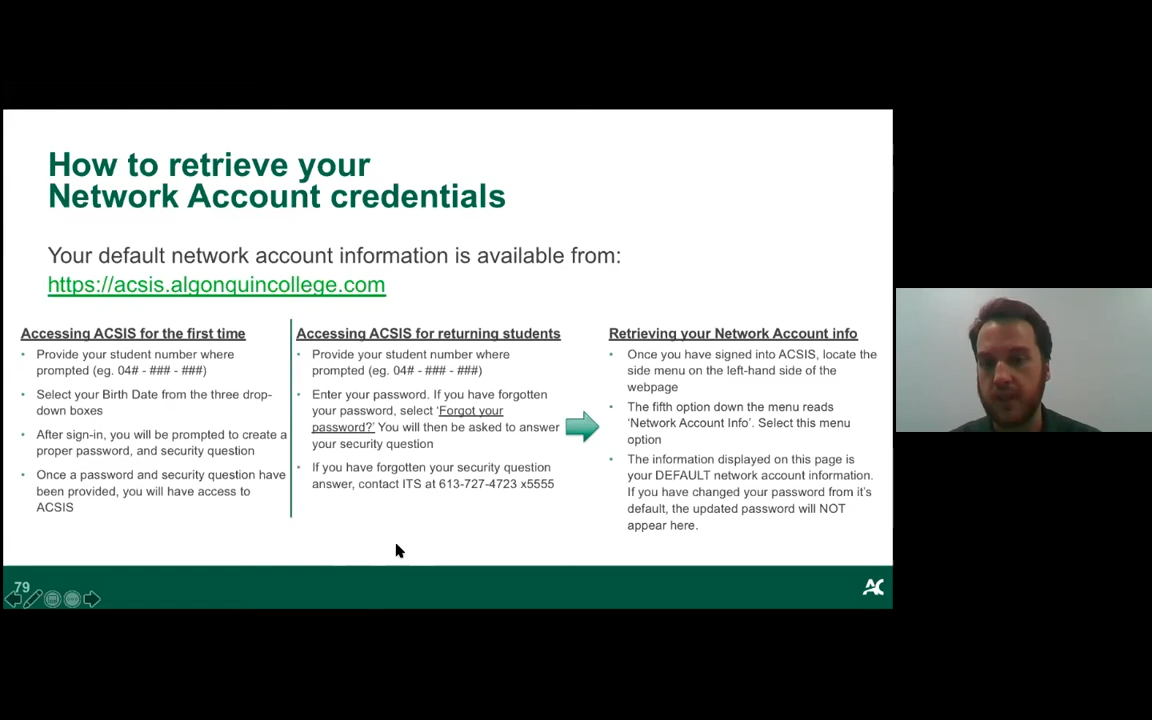 How to retrieve your
Network Account credentials
Your default network account information is available from:
https://acsis.algonquincollege.com
Accessing ACSIS for the first time
• Provide your student number where
prompted (eg. 04# - ### - ###)
• Select your Birth Date from the three drop-
down boxes
• After sign-in, you will be prompted to create a
proper password, and security question
• Once a password and security question have
been provided, you will have access to
ACSIS
Accessing ACSIS for returning students
• Provide your student number where
prompted (eg. 04# - ### - ###)
• Enter your password. If you have forgotten
your password, select ‘Forgot your
password?’ You will then be asked to answer
your security question
• If you have forgotten your security question
answer, contact ITS at 613-727-4723 x5555
Retrieving your Network Account info
• Once you have signed into ACSIS, locate the
side menu on the left-hand side of the
webpage
• The fifth option down the menu reads
‘Network Account Info’. Select this menu
option
• The information displayed on this page is
your DEFAULT network account information.
If you have changed your password from it’s
default, the updated password will NOT
appear here.
79
AC